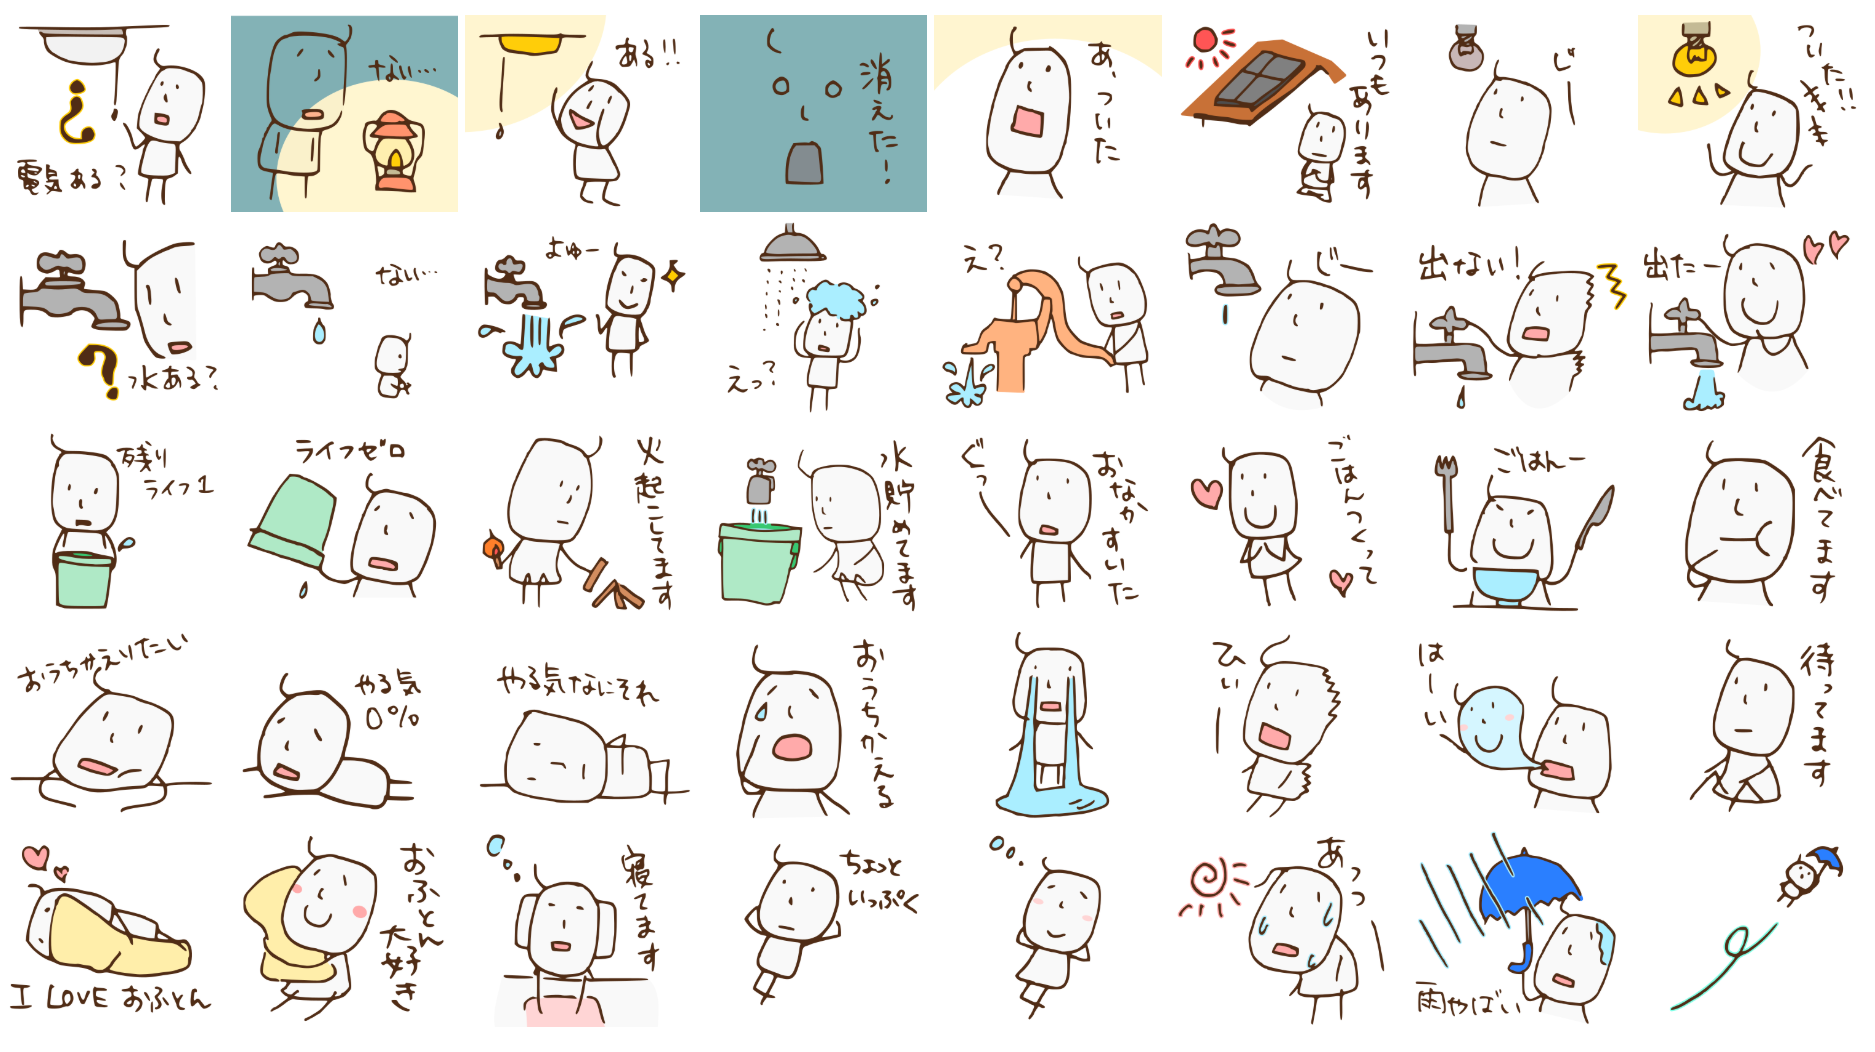 電気ある?
ない…
ある!!
消えた!
あ、ついた
いつも
あります
じー
ついた!!
キキ
水ある?
ない…
よゆー
えっ?
え?
じー
出ない!
出たー
残り
ライフ1
ライフゼロ
火起こしてます
水貯めてます
ぐぅー
おなかすいた
ごはんつくって
ごはんー
食べてます
おうちかえりたい
やる気
0%
やる気なにそれ
おうちかえる
ひぃー
はーい
待ってます
I LOVE おふとん
おふとん
大好き
寝てます
ちょっと
いっぷく
あっつー
雨やばい